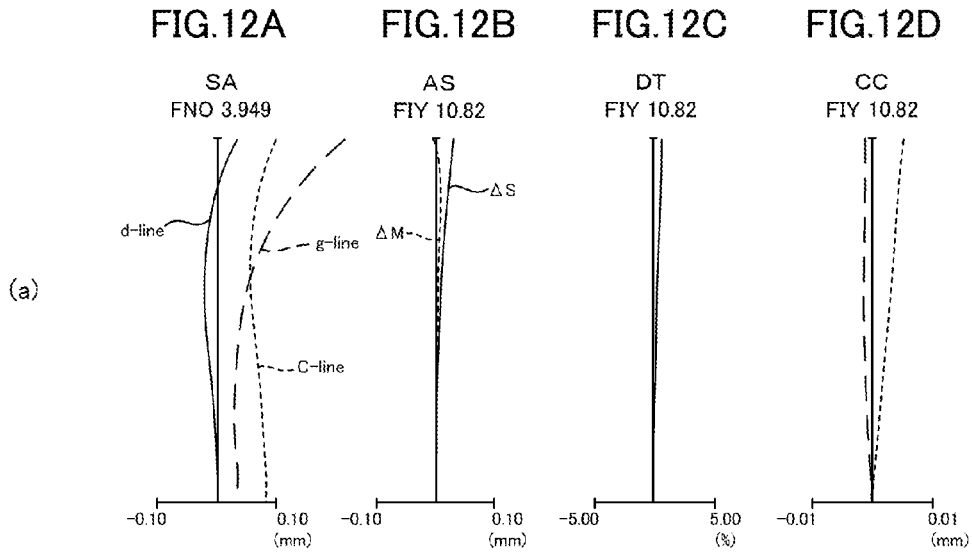 FIG.12A FIG.12B FIG.12C FIG.12D
SA AS DT CC
FNO 3.949 FIY 10.82 FIY 10.82 FIY 10.82
ΔS
d-line ΔM
g-line
(a)
C-line
-0.10 0.10 -0.10 0.10 -5.00 5.00 -0.01 0.01
(mm) (mm) (%) (mm)